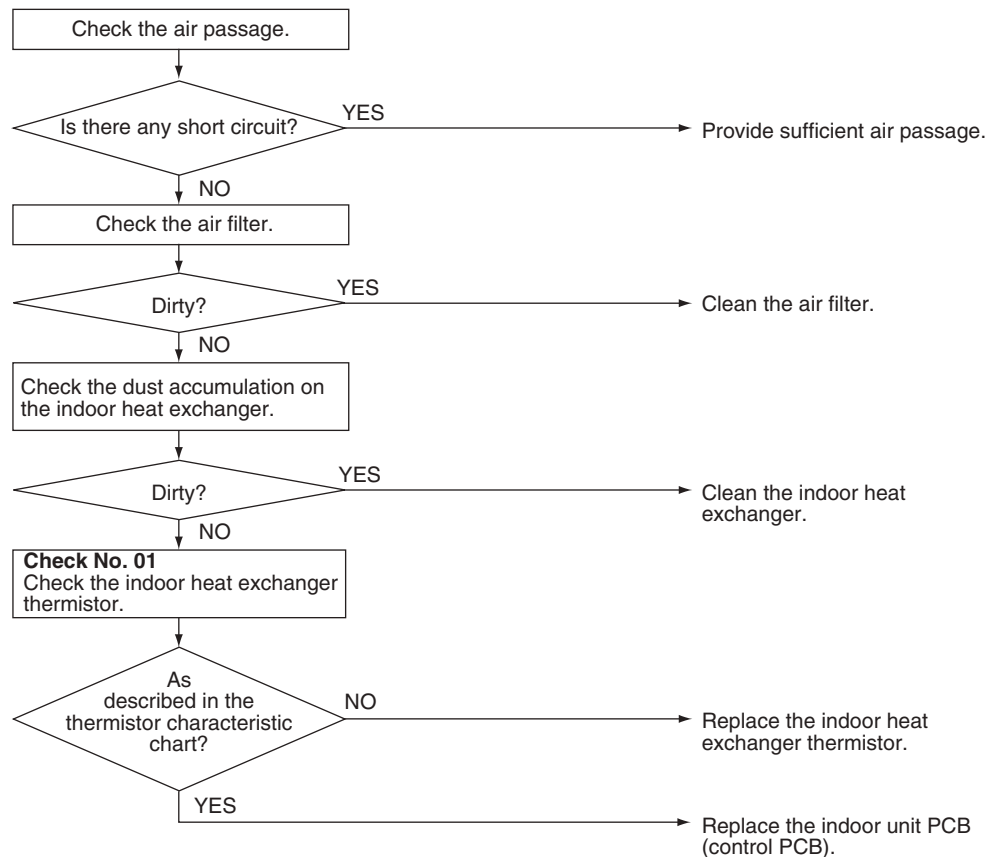 Check the air passage.
Is there any short circuit?
YES
Provide sufficient air passage.
NO
Check the air filter.
Dirty?
YES
Clean the air filter.
NO
Check the dust accumulation on
the indoor heat exchanger.
Dirty?
YES
Clean the indoor heat
exchanger.
NO
Check No. 01
Check the indoor heat exchanger
thermistor.
As
described in the
thermistor characteristic
chart?
NO
Replace the indoor heat
exchanger thermistor.
YES
Replace the indoor unit PCB
(control PCB).